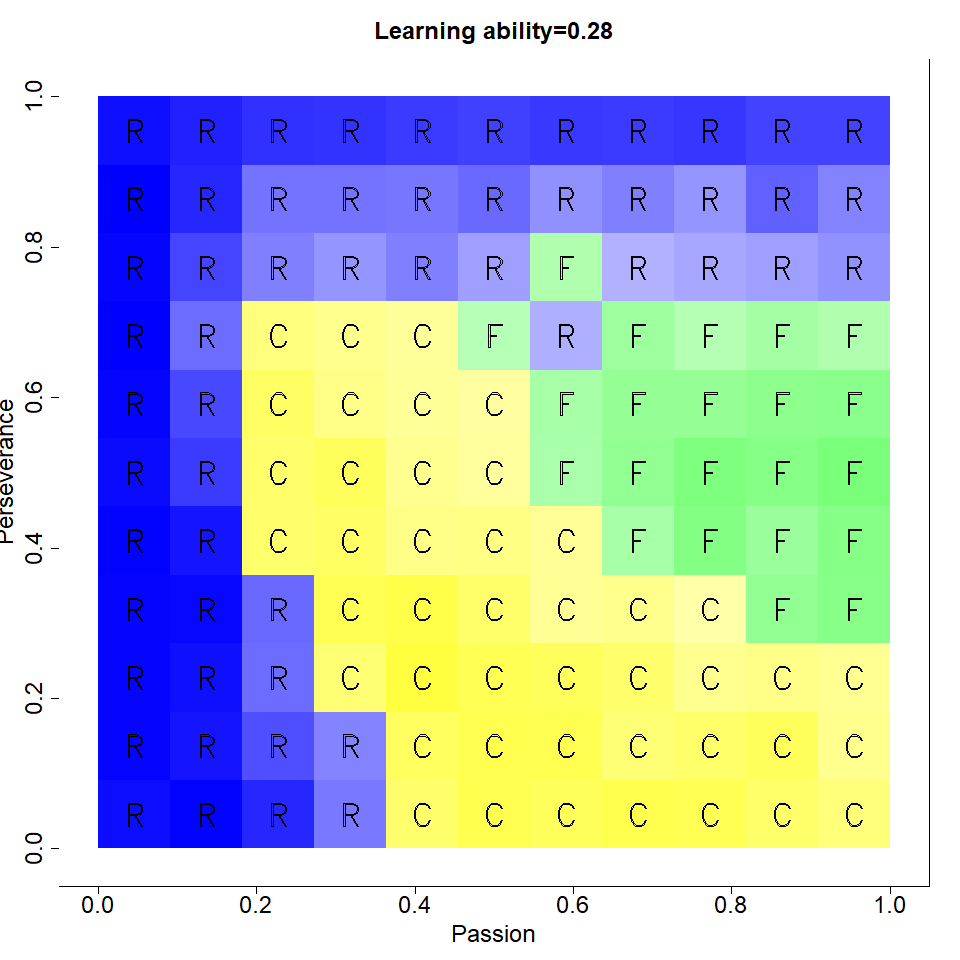 Learning ability=0.28
1.0
R R R R R R R R R R R
R R R R R R R R R R R
0.8
R R R R R R F R R R R
R R C C C F R F F F F
0.6
R R C C C C F F F F F
R R C C C C F F F F F
0.4
R R C C C C C F F F F
R R R C C C C C C F F
0.2
R R R C C C C C C C C
R R R R C C C C C C C
R R R R C C C C C C C
0.0
Perseverance
0.0 0.2 0.4 0.6 0.8 1.0
Passion